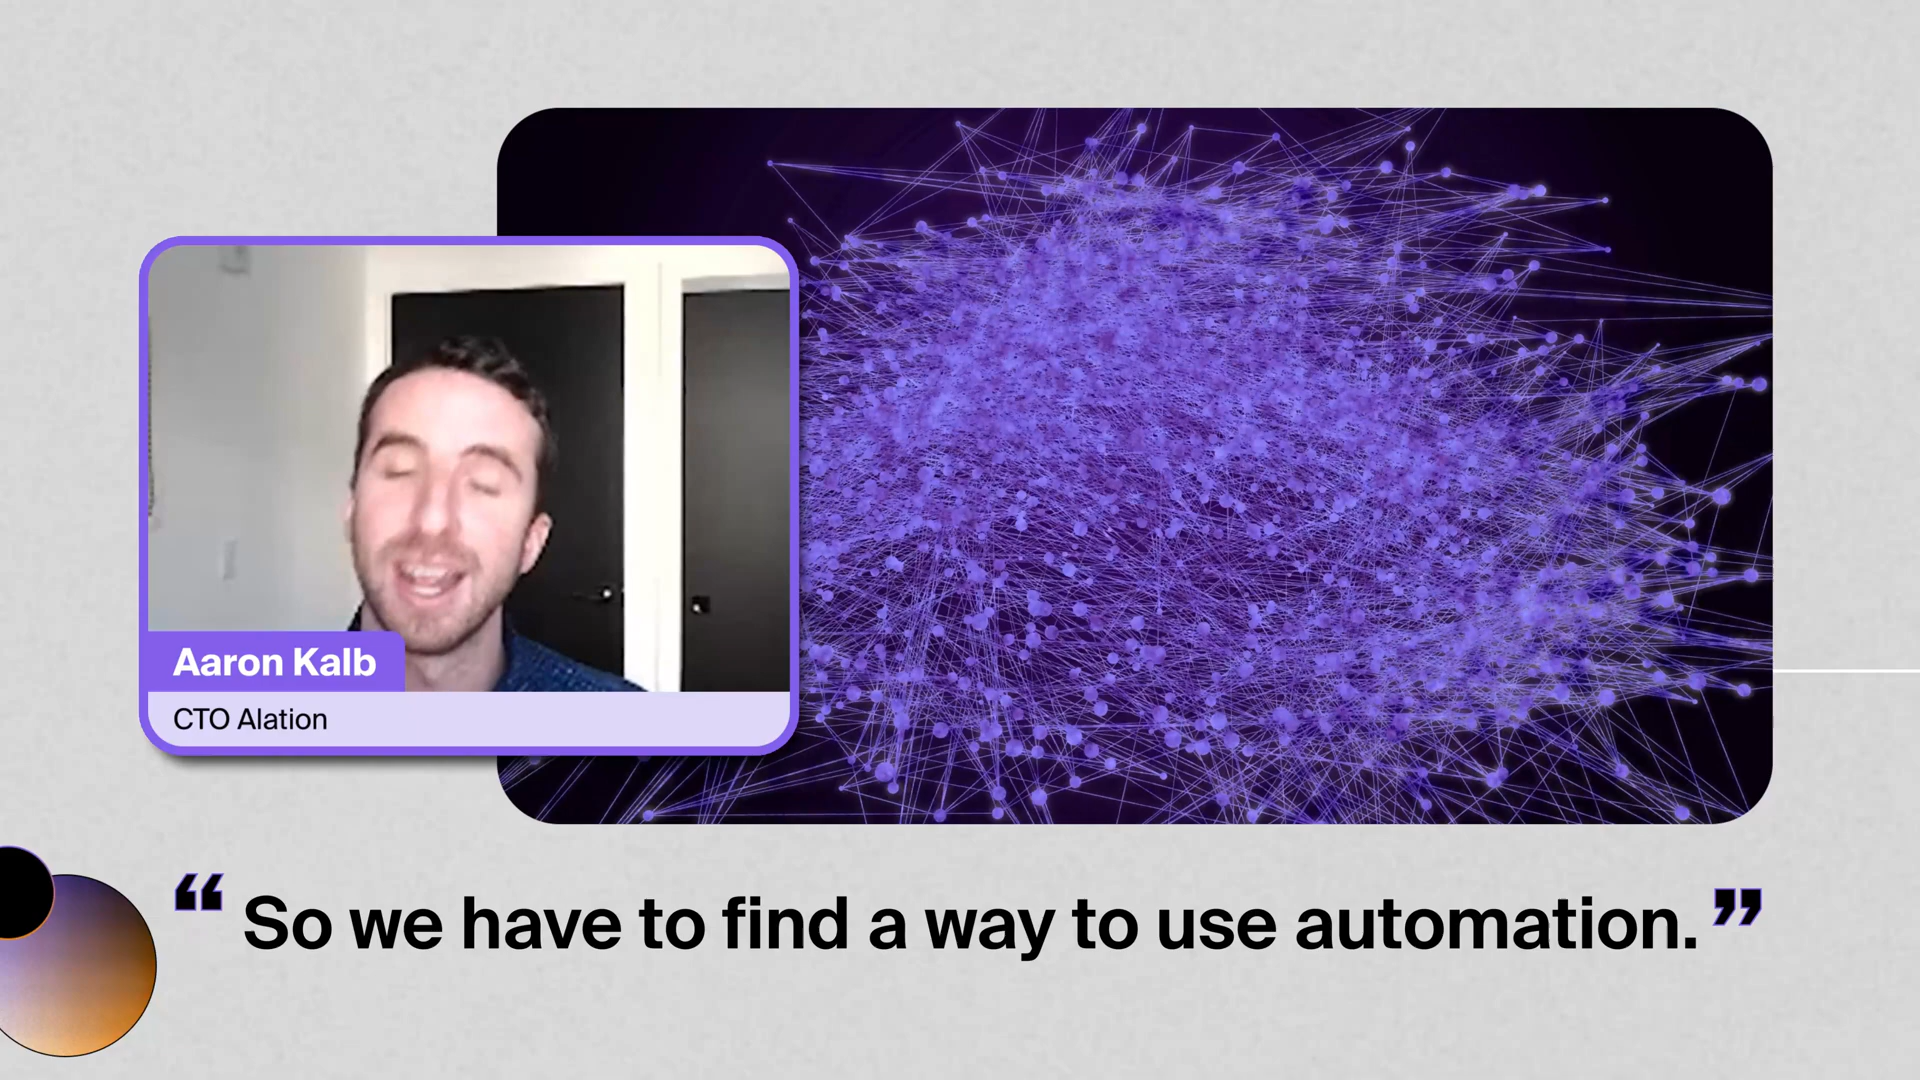 Aaron Kalb
CTO Alation
“So we have to find a way to use automation.”